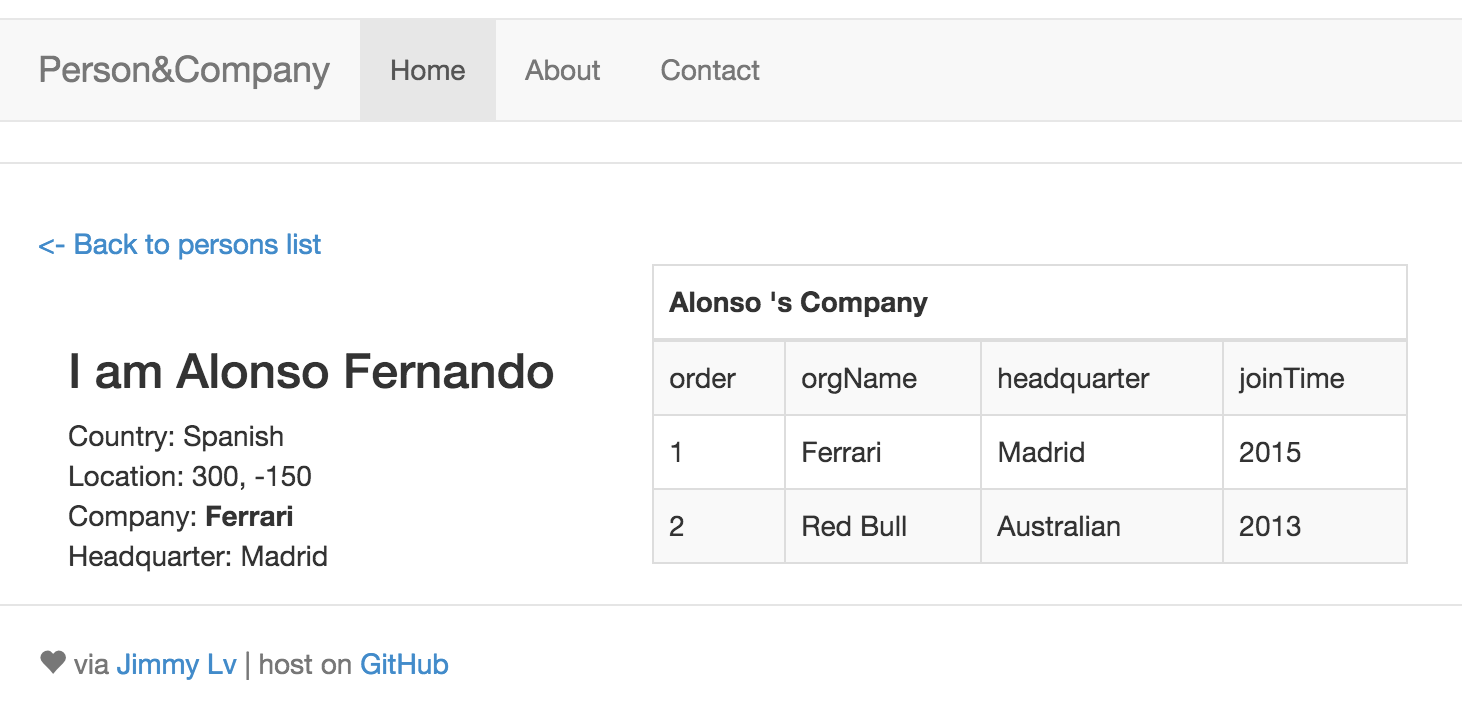 Person&Company Home About Contact
<- Back to persons list
I am Alonso Fernando
Country: Spanish
Location: 300, -150
Company: Ferrari
Headquarter: Madrid
Alonso 's Company
order orgName headquarter joinTime
1 Ferrari Madrid 2015
2 Red Bull Australian 2013
via Jimmy Lv | host on GitHub